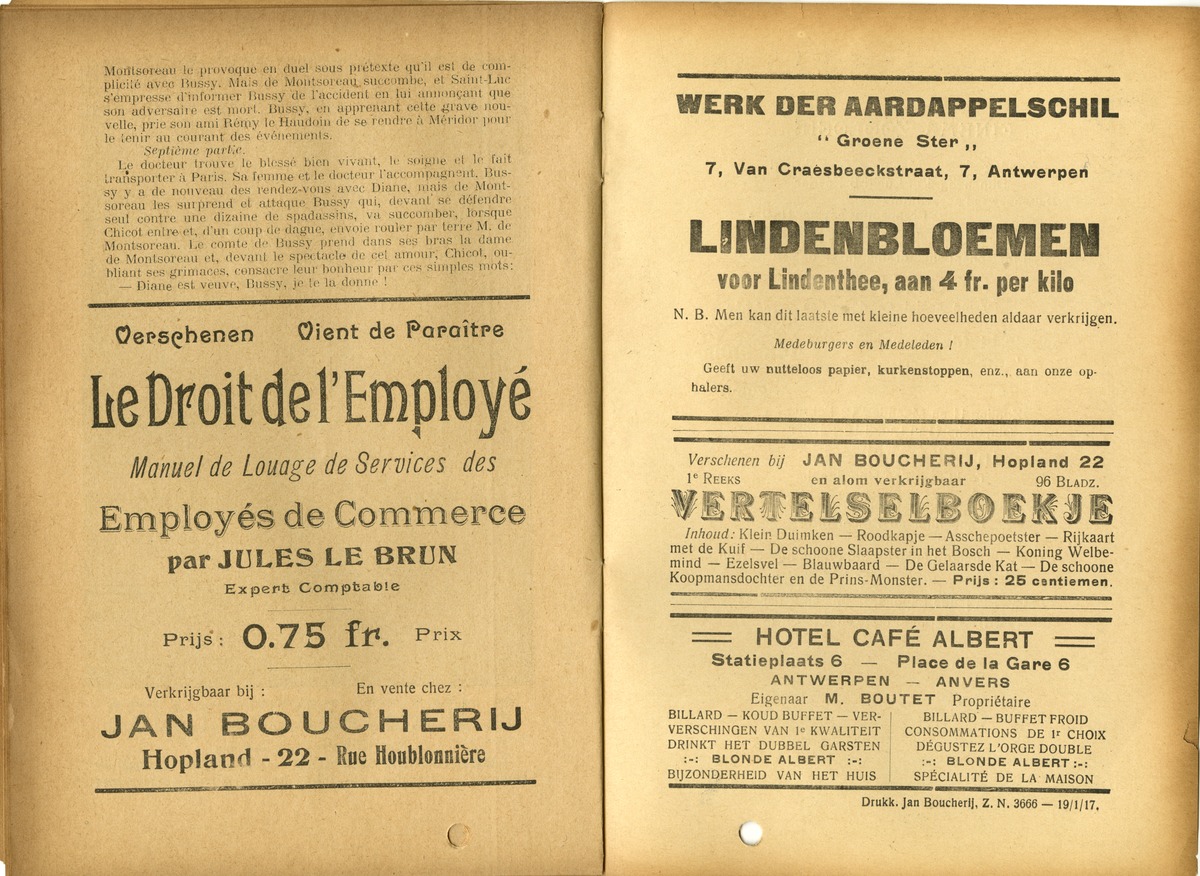 Montsoreau le provoque en duel sous prétexte qu'il est de com-
plicité avec Bussy. Mais de Montsoreau succombe, et Saint-Luc
s'empresse d'informer Bussy de l'accident en lui annonçant que
son adversaire est mort. Bussy, en apprenant cette grave nou-
velle, prie son ami Rémy le Haudoin de se rendre à Méridor pour
le tenir au courant des événements.
Septième partie.
Le docteur trouve le blessé bien vivant, le soigne et le fait
transporter à Paris. Sa femme et le docteur l'accompagnent. Bus-
sy y a de nouveau des rendez-vous avec Diane, mais de Mont-
soreau les surprend et attaque Bussy qui, devant se défendre
seul contre une dizaine de spadassins, va succomber, lorsque
Chicot entre et, d'un coup de dague, envoie rouler par terre M. de
Montsoreau. Le comte de Bussy prend dans ses bras la dame
de Montsoreau et, devant le spectacle de cet amour, Chicot, ou-
bliant ses grimaces, consacre leur bonheur par ces simples mots:
— Diane est veuve, Bussy, je te la donne !
Verschenen Vient de Paraître
Le Droit de l'Employé
Manuel de Louage de Services des
Employés de Commerce
par JULES LE BRUN
Expert Comptable
Prijs : 0.75 fr. Prix
Verkrijgbaar bij : En vente chez :
JAN BOUCHERIJ
Hopland - 22 - Rue Houblonnière
WERK DER AARDAPPELSCHIL
“ Groene Ster „
7, Van Craesbeeckstraat, 7, Antwerpen
LINDENBLOEMEN
voor Lindenthee, aan 4 fr. per kilo
N. B. Men kan dit laatste met kleine hoeveelheden aldaar verkrijgen.
Medeburgers en Medeleden !
Geeft uw nutteloos papier, kurkenstoppen, enz., aan onze op-
halers.
Verschenen bij JAN BOUCHERIJ, Hopland 22
1e REEKS en alom verkrijgbaar 96 BLADZ.
VERTELSELBOEKJE
Inhoud: Klein Duimken — Roodkapje — Asschepoetster — Rijkaart
met de Kuif — De schoone Slaapster in het Bosch — Koning Welbe-
mind — Ezelsvel — Blauwbaard — De Gelaarsde Kat — De schoone
Koopmansdochter en de Prins-Monster. — Prijs : 25 centiemen.
HOTEL CAFÉ ALBERT
Statieplaats 6 — Place de la Gare 6
ANTWERPEN — ANVERS
Eigenaar M. BOUTET Propriétaire
BILLARD — KOUD BUFFET — VER-
VERSCHINGEN VAN 1e KWALITEIT
DRINKT HET DUBBEL GARSTEN
:-: BLONDE ALBERT :-:
BIJZONDERHEID VAN HET HUIS
BILLARD — BUFFET FROID
CONSOMMATIONS DE 1r CHOIX
DÉGUSTEZ L'ORGE DOUBLE
:-: BLONDE ALBERT :-:
SPÉCIALITÉ DE LA MAISON
Drukk. Jan Boucherij, Z. N. 3666 — 19/1/17.